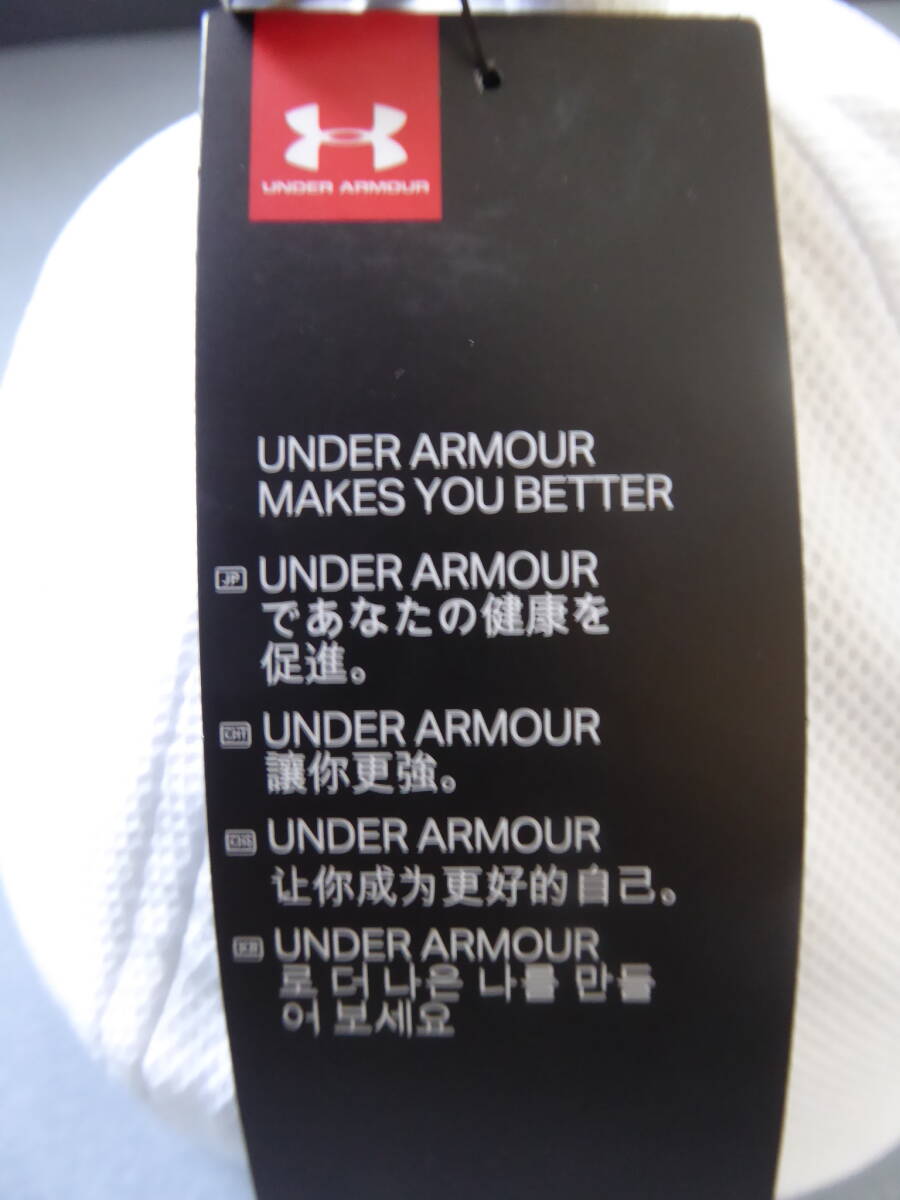 UNDER ARMOUR
UNDER ARMOUR
MAKES YOU BETTER
JP UNDER ARMOUR
であなたの健康を
促進。
CHT UNDER ARMOUR
讓你更強。
CHS UNDER ARMOUR
让你成为更好的自己。
KR UNDER ARMOUR
로 더 나은 나를 만들
어 보세요